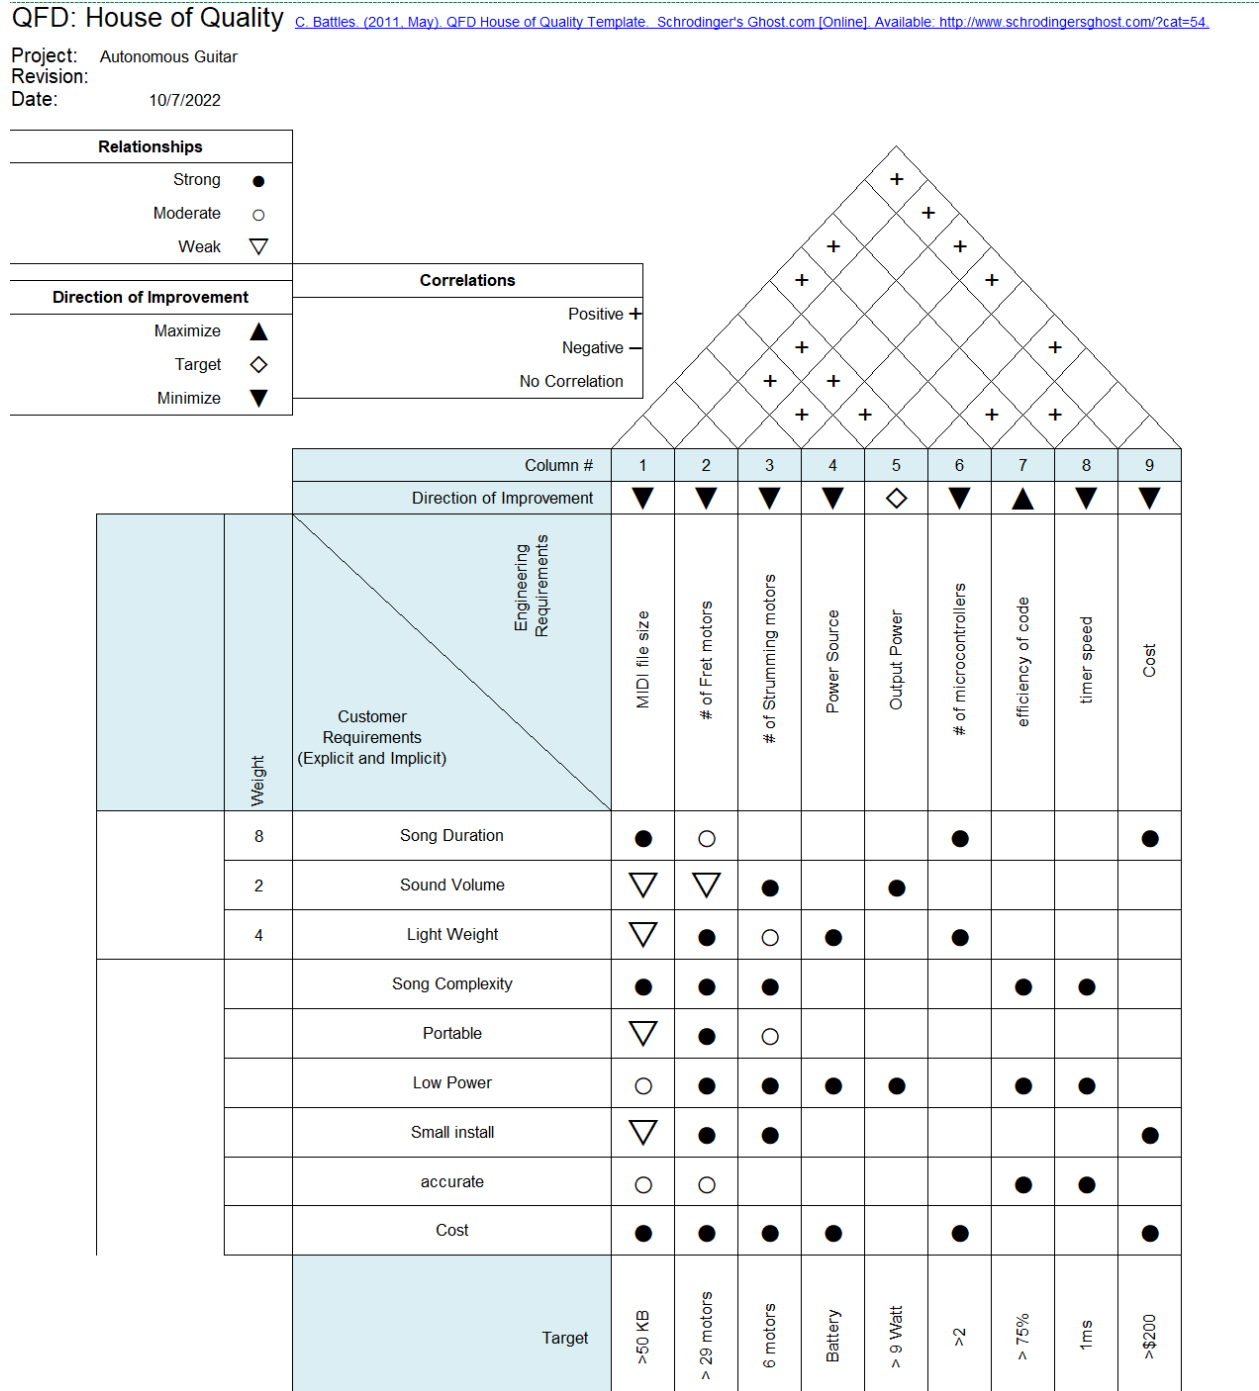 QFD: House of Quality C. Battles. (2011, May). QFD House of Quality Template. Schrodinger's Ghost.com [Online]. Available: http://www.schrodingersghost.com/?cat=54.
Project: Autonomous Guitar
Revision:
Date: 10/7/2022
Relationships
Strong ●
Moderate ○
Weak ▽
Direction of Improvement
Maximize ▲
Target ◇
Minimize ▼
Correlations
Positive +
Negative −
No Correlation
+
+
+ +
+ +
+ +
+ +
+ + + +
Column # 1 2 3 4 5 6 7 8 9
Direction of Improvement ▼ ▼ ▼ ▼ ◇ ▼ ▲ ▼ ▼
Weight
Customer
Requirements
(Explicit and Implicit)
Engineering
Requirements
MIDI file size
# of Fret motors
# of Strumming motors
Power Source
Output Power
# of microcontrollers
efficiency of code
timer speed
Cost
8 Song Duration ● ○ ● ●
2 Sound Volume ▽ ▽ ● ●
4 Light Weight ▽ ● ○ ● ●
Song Complexity ● ● ● ● ●
Portable ▽ ● ○
Low Power ○ ● ● ● ● ● ●
Small install ▽ ● ● ●
accurate ○ ○ ● ●
Cost ● ● ● ● ● ●
Target
>50 KB
> 29 motors
6 motors
Battery
> 9 Watt
>2
> 75%
1ms
>$200